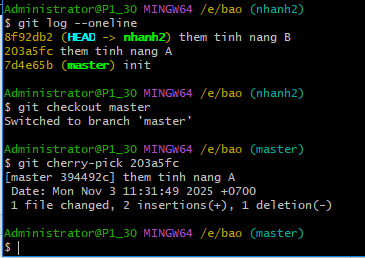 Administrator@P1_30 MINGW64 /e/bao (nhanh2)
$ git log --oneline
8f92db2 (HEAD -> nhanh2) them tinh nang B
203a5fc them tinh nang A
7d4e65b (master) init
Administrator@P1_30 MINGW64 /e/bao (nhanh2)
$ git checkout master
Switched to branch 'master'
Administrator@P1_30 MINGW64 /e/bao (master)
$ git cherry-pick 203a5fc
[master 394492c] them tinh nang A
 Date: Mon Nov 3 11:31:49 2025 +0700
 1 file changed, 2 insertions(+), 1 deletion(-)
Administrator@P1_30 MINGW64 /e/bao (master)
$